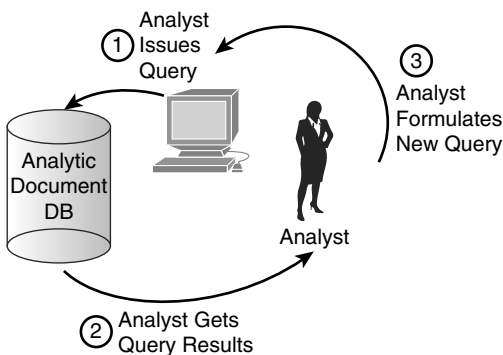 1
Analyst
Issues
Query
3
Analyst
Formulates
New Query
Analytic
Document
DB
Analyst
2
Analyst Gets
Query Results